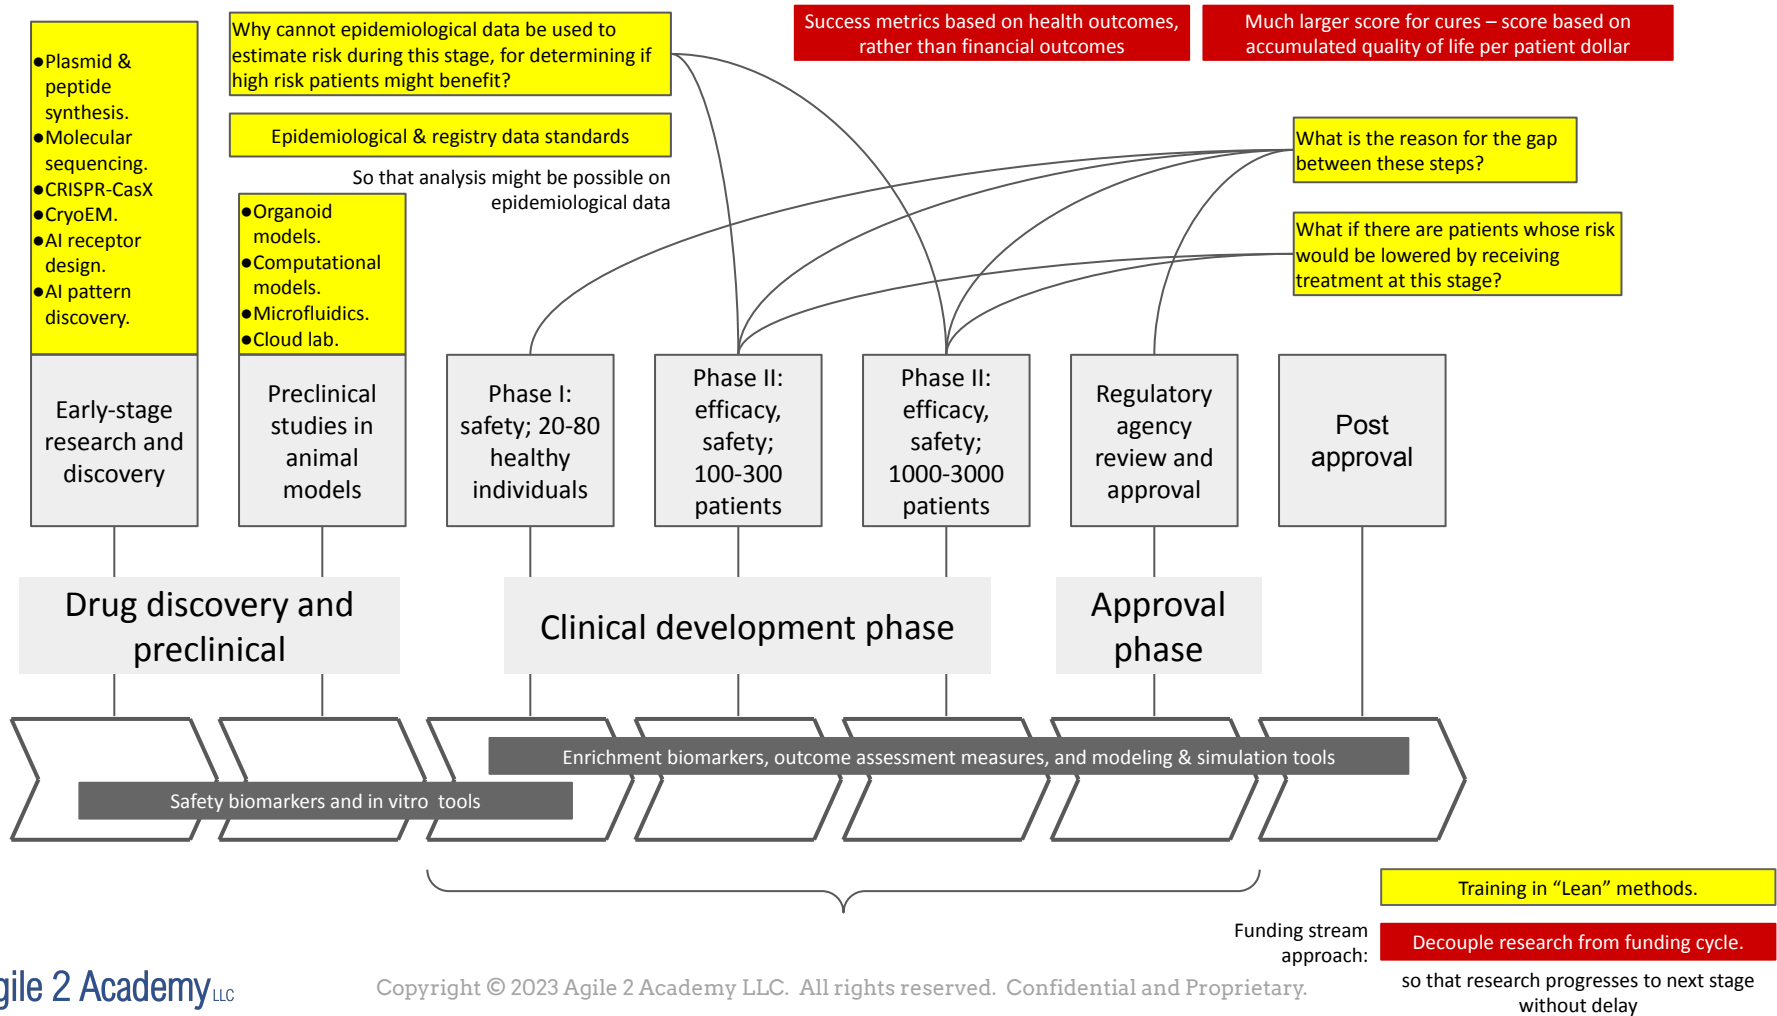 Success metrics based on health outcomes,
rather than financial outcomes
Much larger score for cures – score based on
accumulated quality of life per patient dollar
●Plasmid &
peptide
synthesis.
●Molecular
sequencing.
●CRISPR-CasX
●CryoEM.
●AI receptor
design.
●AI pattern
discovery.
Why cannot epidemiological data be used to
estimate risk during this stage, for determining if
high risk patients might benefit?
Epidemiological & registry data standards
So that analysis might be possible on
epidemiological data
●Organoid
models.
●Computational
models.
●Microfluidics.
●Cloud lab.
What is the reason for the gap
between these steps?
What if there are patients whose risk
would be lowered by receiving
treatment at this stage?
Early-stage
research and
discovery
Preclinical
studies in
animal
models
Phase I:
safety; 20-80
healthy
individuals
Phase II:
efficacy,
safety;
100-300
patients
Phase II:
efficacy,
safety;
1000-3000
patients
Regulatory
agency
review and
approval
Post
approval
Drug discovery and
preclinical
Clinical development phase
Approval
phase
Enrichment biomarkers, outcome assessment measures, and modeling & simulation tools
Safety biomarkers and in vitro tools
Training in “Lean” methods.
Funding stream
approach:
Decouple research from funding cycle.
so that research progresses to next stage
without delay
gile 2 Academy LLC
Copyright © 2023 Agile 2 Academy LLC. All rights reserved. Confidential and Proprietary.